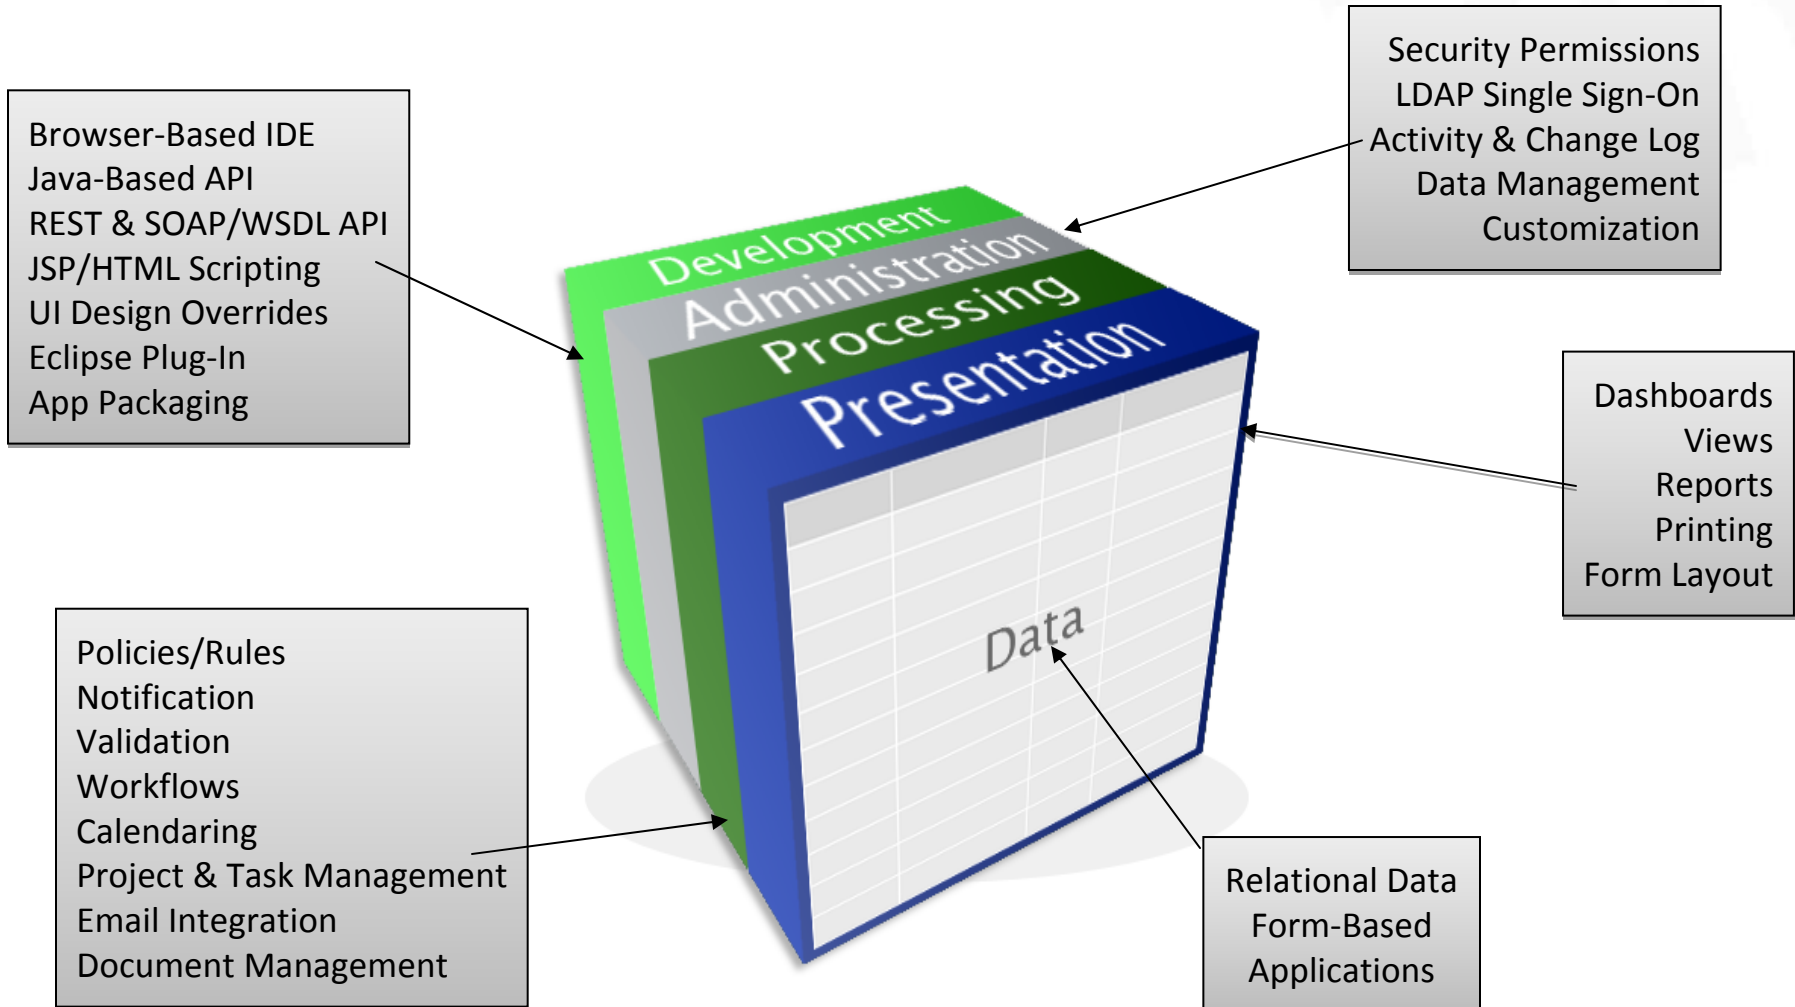 Security Permissions
LDAP Single Sign-On
Activity & Change Log
Data Management
Customization
Browser-Based IDE
Java-Based API
REST & SOAP/WSDL API
JSP/HTML Scripting
UI Design Overrides
Eclipse Plug-In
App Packaging
Development
Administration
Processing
Presentation
Data
Dashboards
Views
Reports
Printing
Form Layout
Policies/Rules
Notification
Validation
Workflows
Calendaring
Project & Task Management
Email Integration
Document Management
Relational Data
Form-Based
Applications